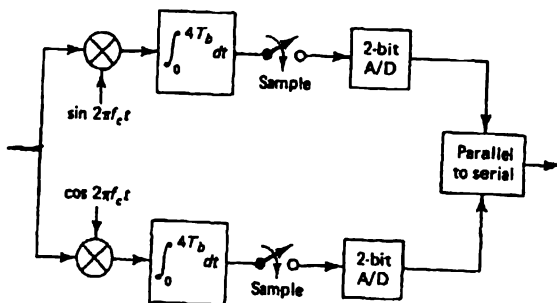 ∫₀^{4T_b} dt
Sample
2-bit
A/D
sin 2πf_c t
Parallel
to serial
cos 2πf_c t
∫₀^{4T_b} dt
Sample
2-bit
A/D